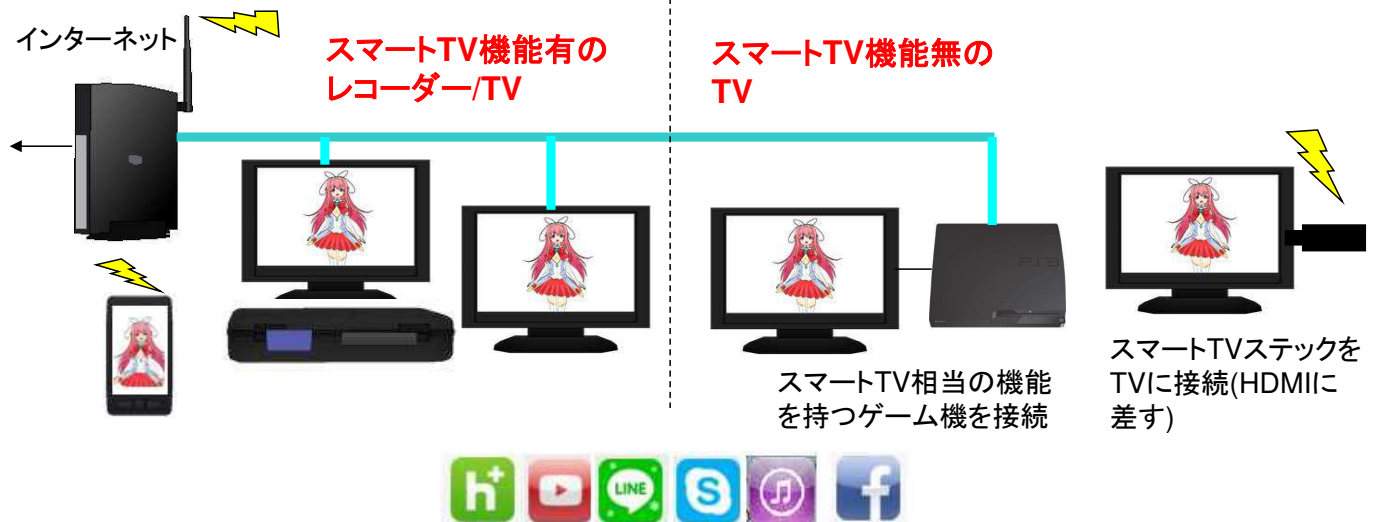 インターネット
スマートTV機能有の
レコーダー/TV
スマートTV機能無の
TV
PS3
スマートTV相当の機能
を持つゲーム機を接続
スマートTVステックを
TVに接続(HDMIに
差す)
h+
LINE
S
f